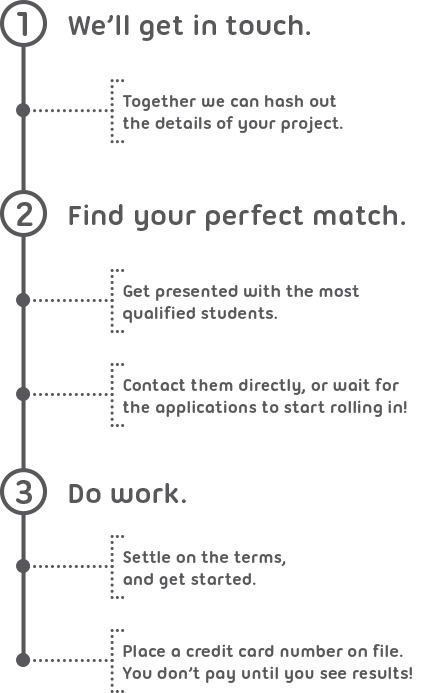 1 We'll get in touch.
Together we can hash out
the details of your project.
2 Find your perfect match.
Get presented with the most
qualified students.
Contact them directly, or wait for
the applications to start rolling in!
3 Do work.
Settle on the terms,
and get started.
Place a credit card number on file.
You don't pay until you see results!